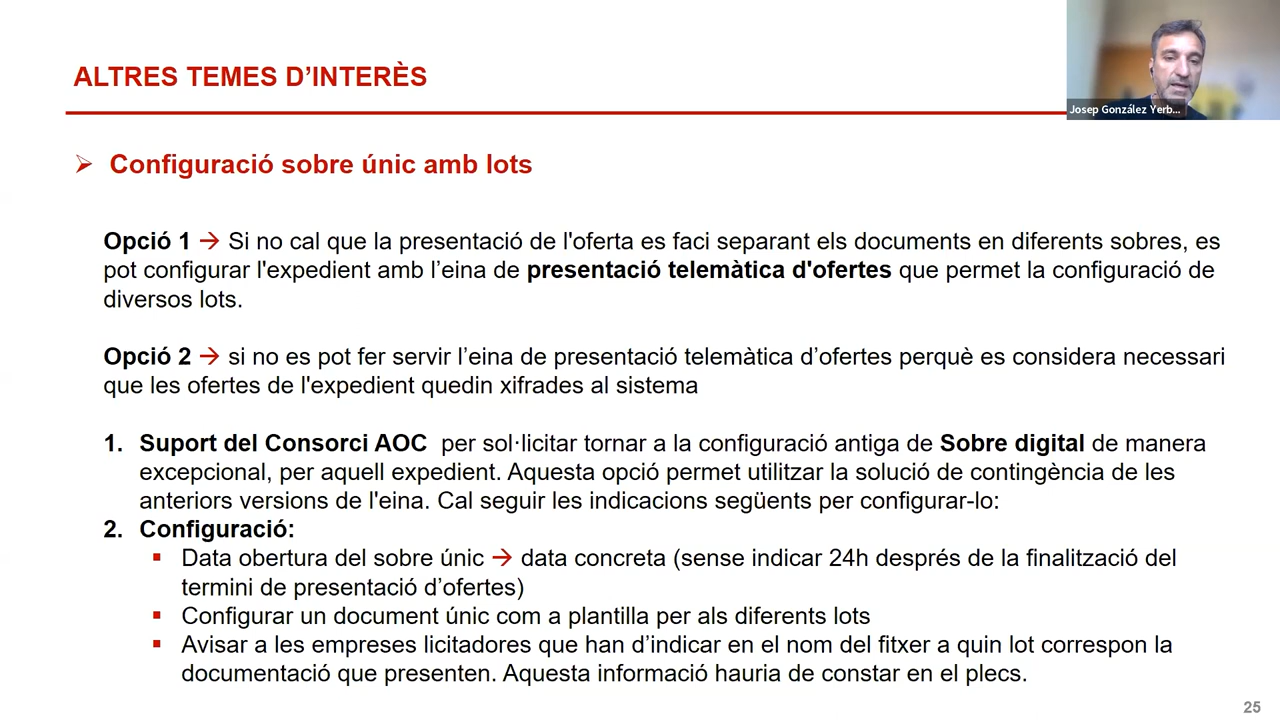 ALTRES TEMES D’INTERÈS
Josep González Yerb...
➢ Configuració sobre únic amb lots
Opció 1 → Si no cal que la presentació de l'oferta es faci separant els documents en diferents sobres, es
pot configurar l'expedient amb l’eina de presentació telemàtica d'ofertes que permet la configuració de
diversos lots.
Opció 2 → si no es pot fer servir l’eina de presentació telemàtica d’ofertes perquè es considera necessari
que les ofertes de l'expedient quedin xifrades al sistema
1. Suport del Consorci AOC per sol·licitar tornar a la configuració antiga de Sobre digital de manera
excepcional, per aquell expedient. Aquesta opció permet utilitzar la solució de contingència de les
anteriors versions de l'eina. Cal seguir les indicacions següents per configurar-lo:
2. Configuració:
▪ Data obertura del sobre únic → data concreta (sense indicar 24h després de la finalització del
termini de presentació d’ofertes)
▪ Configurar un document únic com a plantilla per als diferents lots
▪ Avisar a les empreses licitadores que han d’indicar en el nom del fitxer a quin lot correspon la
documentació que presenten. Aquesta informació hauria de constar en el plecs.
25